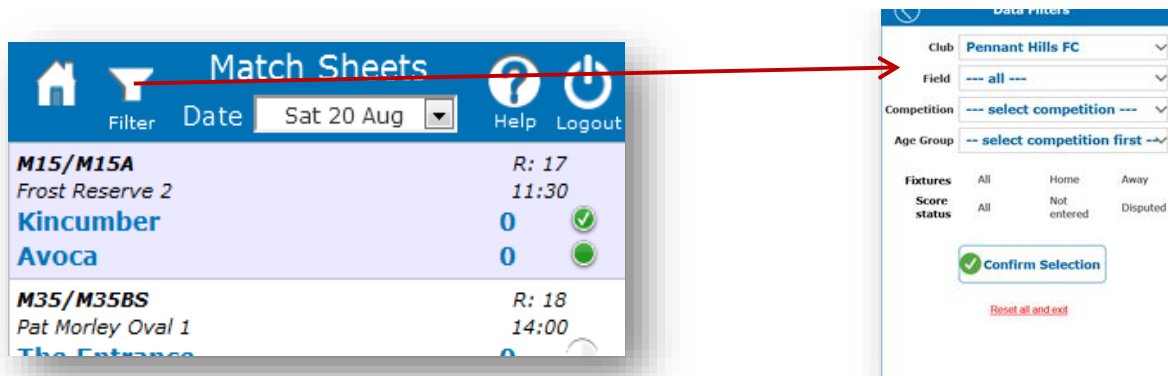 Match Sheets
Filter
Date Sat 20 Aug
Help Logout
M15/M15A R: 17
Frost Reserve 2 11:30
Kincumber 0
Avoca 0
M35/M35BS R: 18
Pat Morley Oval 1 14:00
The Entrance 0
Data Filters
Club Pennant Hills FC
Field --- all ---
Competition --- select competition ---
Age Group -- select competition first --
Fixtures All Home Away
Score status All Not entered Disputed
Confirm Selection
Reset all and exit